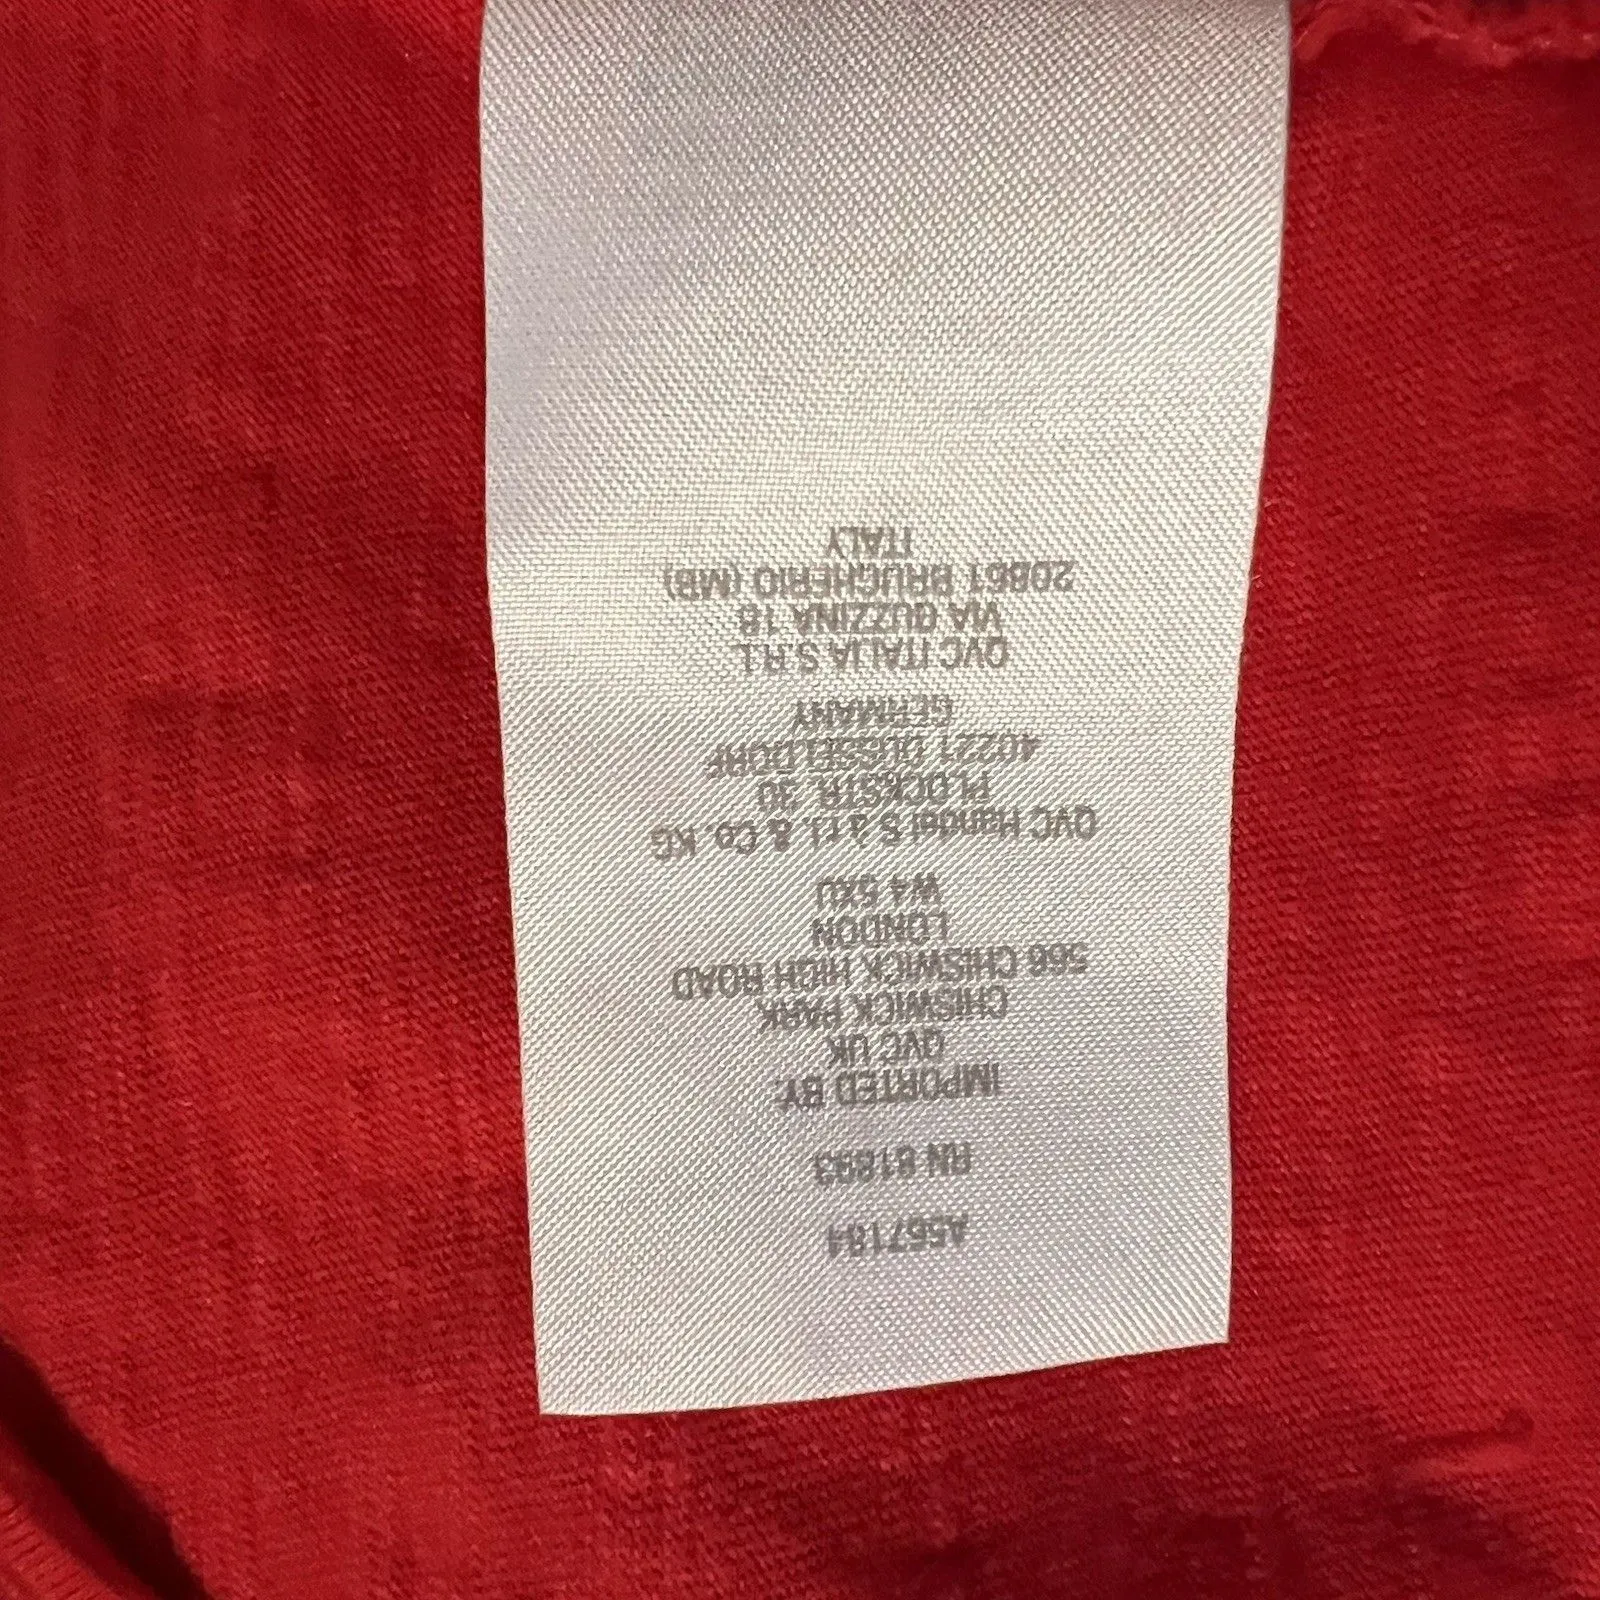 A567184
RN 81893
IMPORTED BY:
QVC UK
CHISWICK PARK
566 CHISWICK HIGH ROAD
LONDON
W4 5XU
QVC Handel S.à r.l. & Co. KG
PLOCKSTR. 30
40221 DÜSSELDORF
GERMANY
QVC ITALIA S.R.L
VIA GUZZINA 18
20861 BRUGHERIO (MB)
ITALY